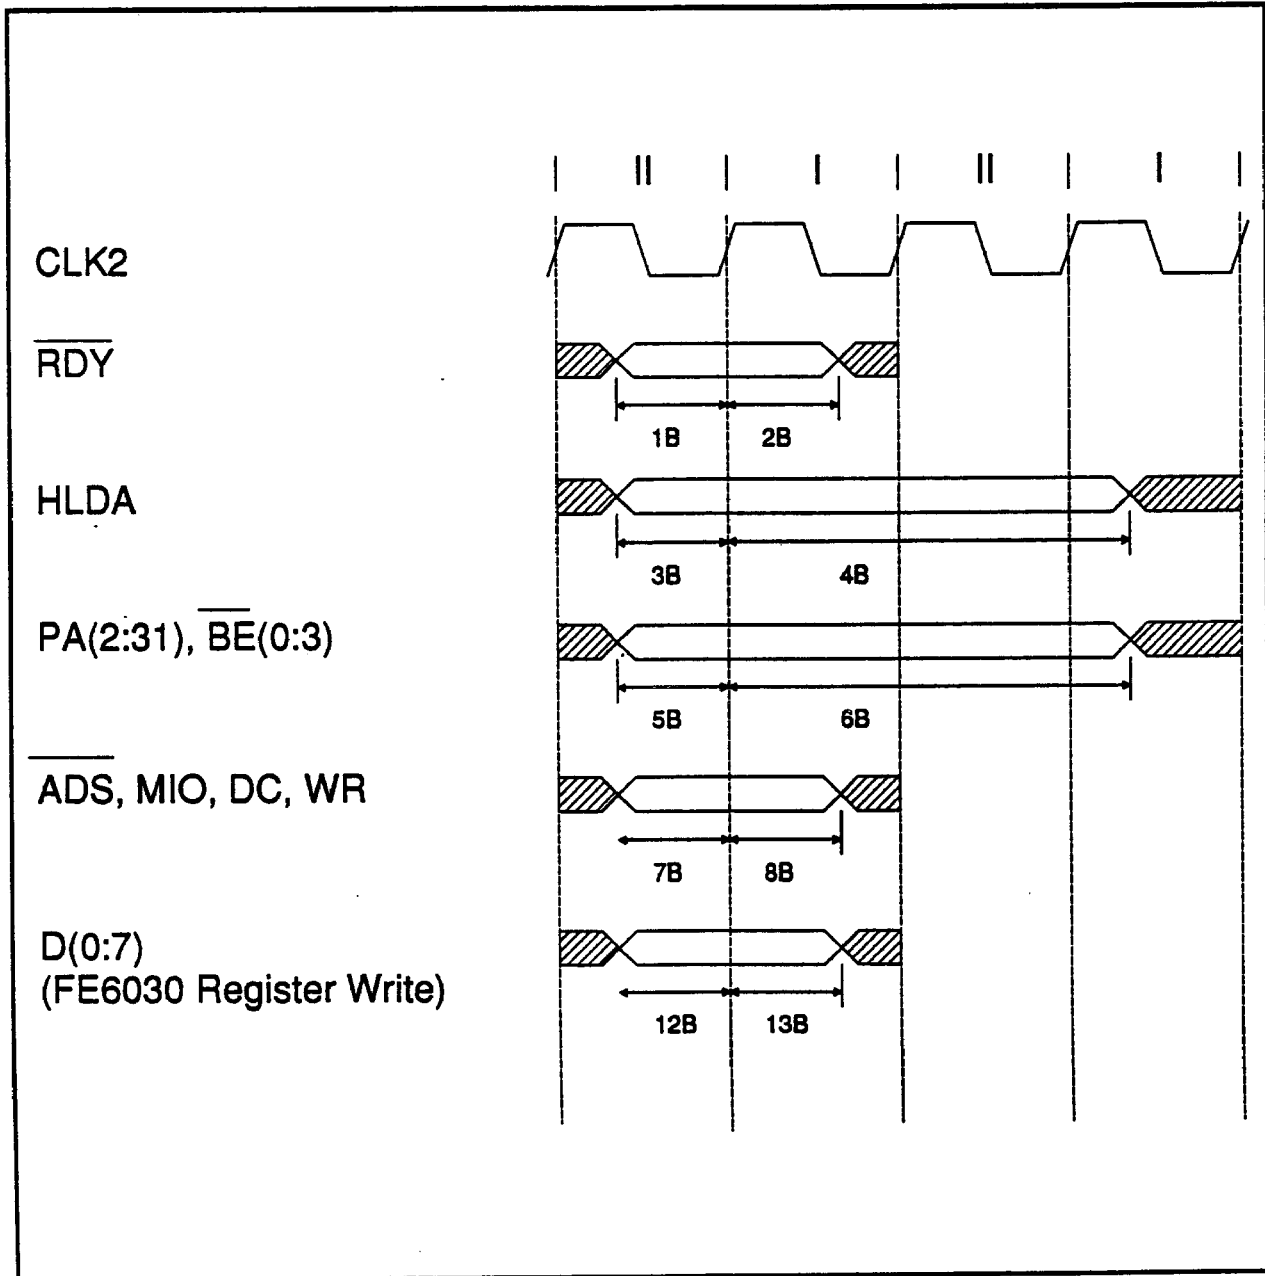 II I II I
CLK2
RDY
1B 2B
HLDA
3B 4B
PA(2:31), BE(0:3)
5B 6B
ADS, MIO, DC, WR
7B 8B
D(0:7)
(FE6030 Register Write)
12B 13B